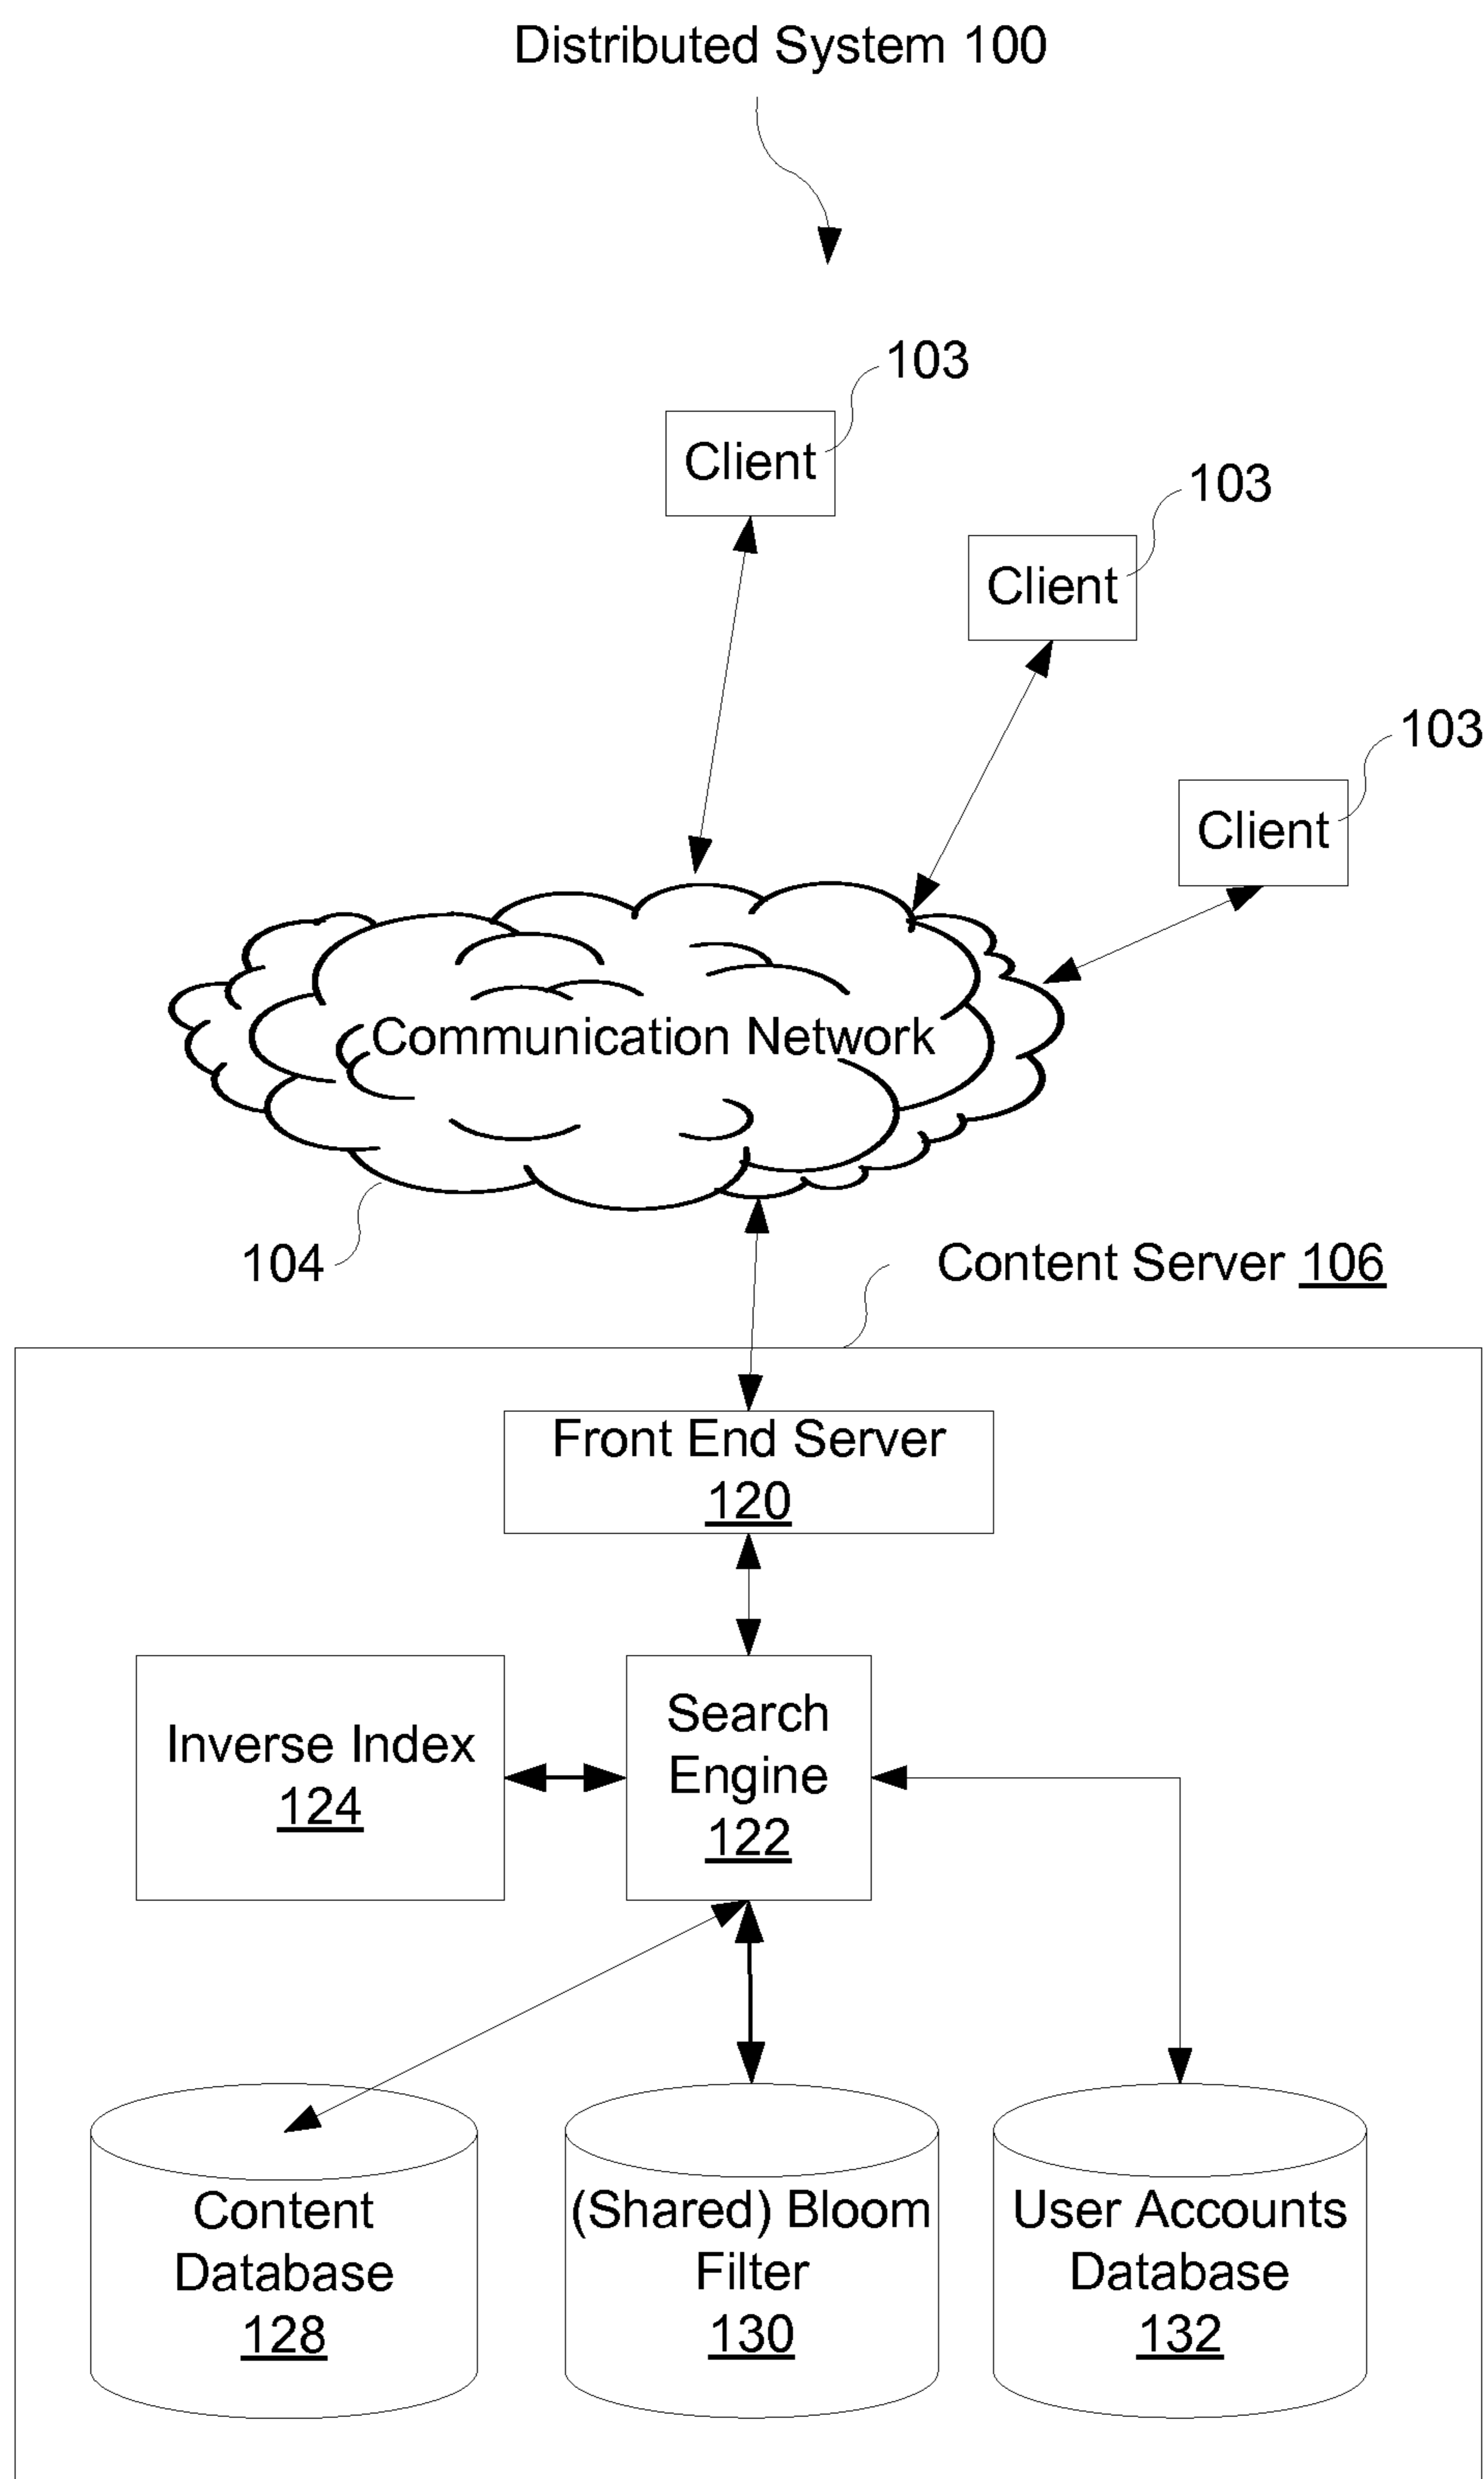 Distributed System 100
103
Client
103
Client
103
Client
Communication Network
104
Content Server 106
Front End Server
120
Inverse Index
124
Search
Engine
122
Content
Database
128
(Shared) Bloom
Filter
130
User Accounts
Database
132